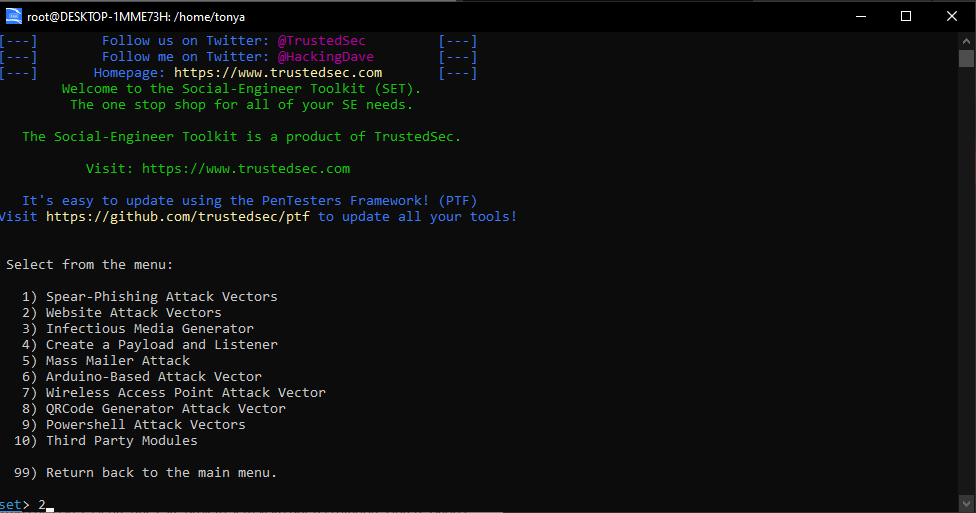 root@DESKTOP-1MME73H: /home/tonya
[---] Follow us on Twitter: @TrustedSec [---]
[---] Follow me on Twitter: @HackingDave [---]
[---] Homepage: https://www.trustedsec.com [---]
Welcome to the Social-Engineer Toolkit (SET).
The one stop shop for all of your SE needs.
The Social-Engineer Toolkit is a product of TrustedSec.
Visit: https://www.trustedsec.com
It's easy to update using the PenTesters Framework! (PTF)
Visit https://github.com/trustedsec/ptf to update all your tools!
Select from the menu:
1) Spear-Phishing Attack Vectors
2) Website Attack Vectors
3) Infectious Media Generator
4) Create a Payload and Listener
5) Mass Mailer Attack
6) Arduino-Based Attack Vector
7) Wireless Access Point Attack Vector
8) QRCode Generator Attack Vector
9) Powershell Attack Vectors
10) Third Party Modules
99) Return back to the main menu.
set> 2